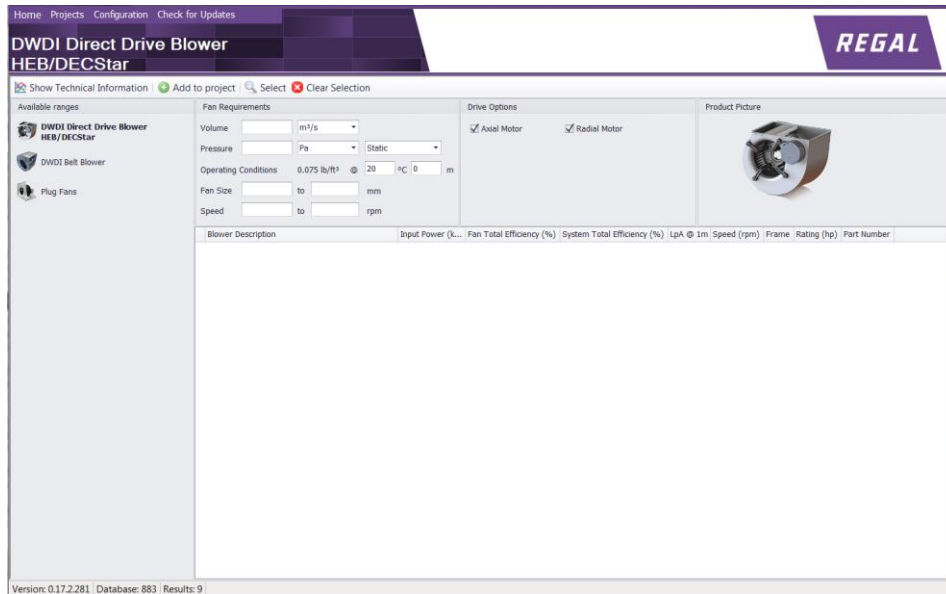 Home Projects Configuration Check for Updates
DWDI Direct Drive Blower
HEB/DECStar
REGAL
Show Technical Information Add to project Select Clear Selection
Available ranges
DWDI Direct Drive Blower
HEB/DECStar
DWDI Belt Blower
Plug Fans
Fan Requirements
Volume m³/s
Pressure Pa Static
Operating Conditions 0.075 lb/ft³ @ 20 ºC 0 m
Fan Size to mm
Speed to rpm
Drive Options
Axial Motor Radial Motor
Product Picture
Blower Description Input Power (k... Fan Total Efficiency (%) System Total Efficiency (%) LpA @ 1m Speed (rpm) Frame Rating (hp) Part Number
Version: 0.17.2.281 Database: 883 Results: 9